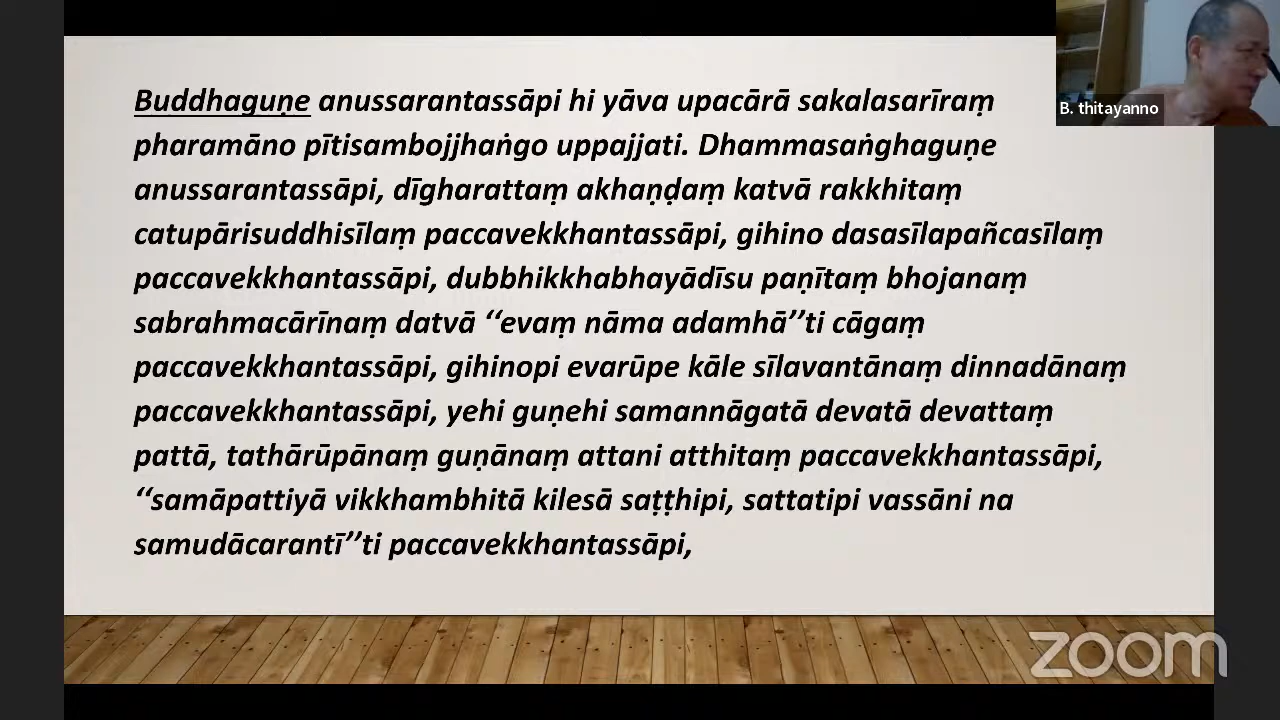 Buddhaguṇe anussarantassāpi hi yāva upacārā sakalasarīraṃ
pharamāno pītisambojjhaṅgo uppajjati. Dhammasaṅghaguṇe
anussarantassāpi, dīgharattaṃ akhaṇḍaṃ katvā rakkhitaṃ
catupārisuddhisīlaṃ paccavekkhantassāpi, gihino dasasīlapañcasīlaṃ
paccavekkhantassāpi, dubbhikkhabhayādīsu paṇītaṃ bhojanaṃ
sabrahmacārīnaṃ datvā ‘‘evaṃ nāma adamhā’’ti cāgaṃ
paccavekkhantassāpi, gihinopi evarūpe kāle sīlavantānaṃ dinnadānaṃ
paccavekkhantassāpi, yehi guṇehi samannāgatā devatā devattaṃ
pattā, tathārūpānaṃ guṇānaṃ attani atthitaṃ paccavekkhantassāpi,
‘‘samāpattiyā vikkhambhitā kilesā saṭṭhipi, sattatipi vassāni na
samudācarantī’’ti paccavekkhantassāpi,
B. thitayanno
zoom